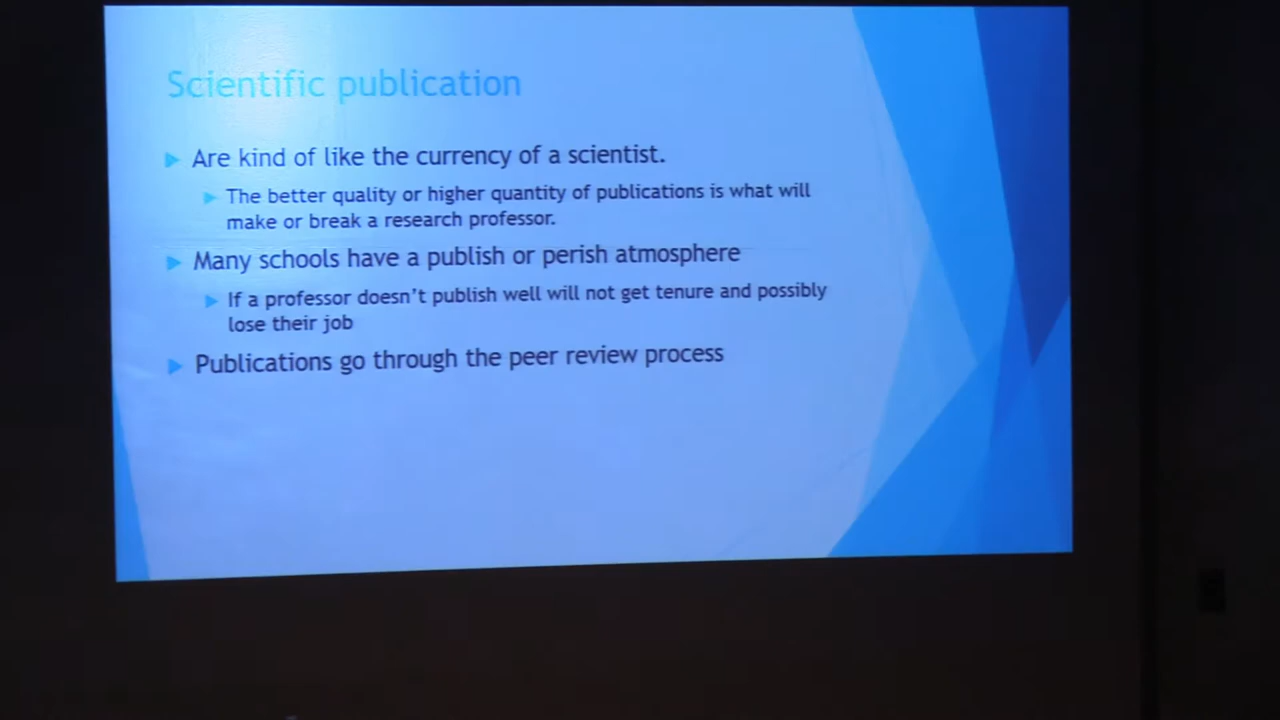 Scientific publication
Are kind of like the currency of a scientist.
The better quality or higher quantity of publications is what will
make or break a research professor.
Many schools have a publish or perish atmosphere
If a professor doesn't publish well will not get tenure and possibly
lose their job
Publications go through the peer review process